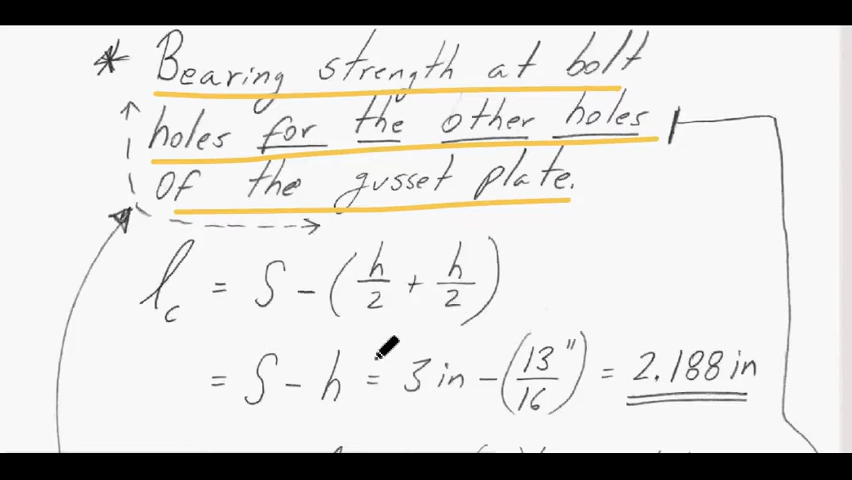 * Bearing strength at bolt
holes for the other holes
of the gusset plate.
lc = S - (h/2 + h/2)
= S - h = 3 in - (13"/16) = 2.188 in